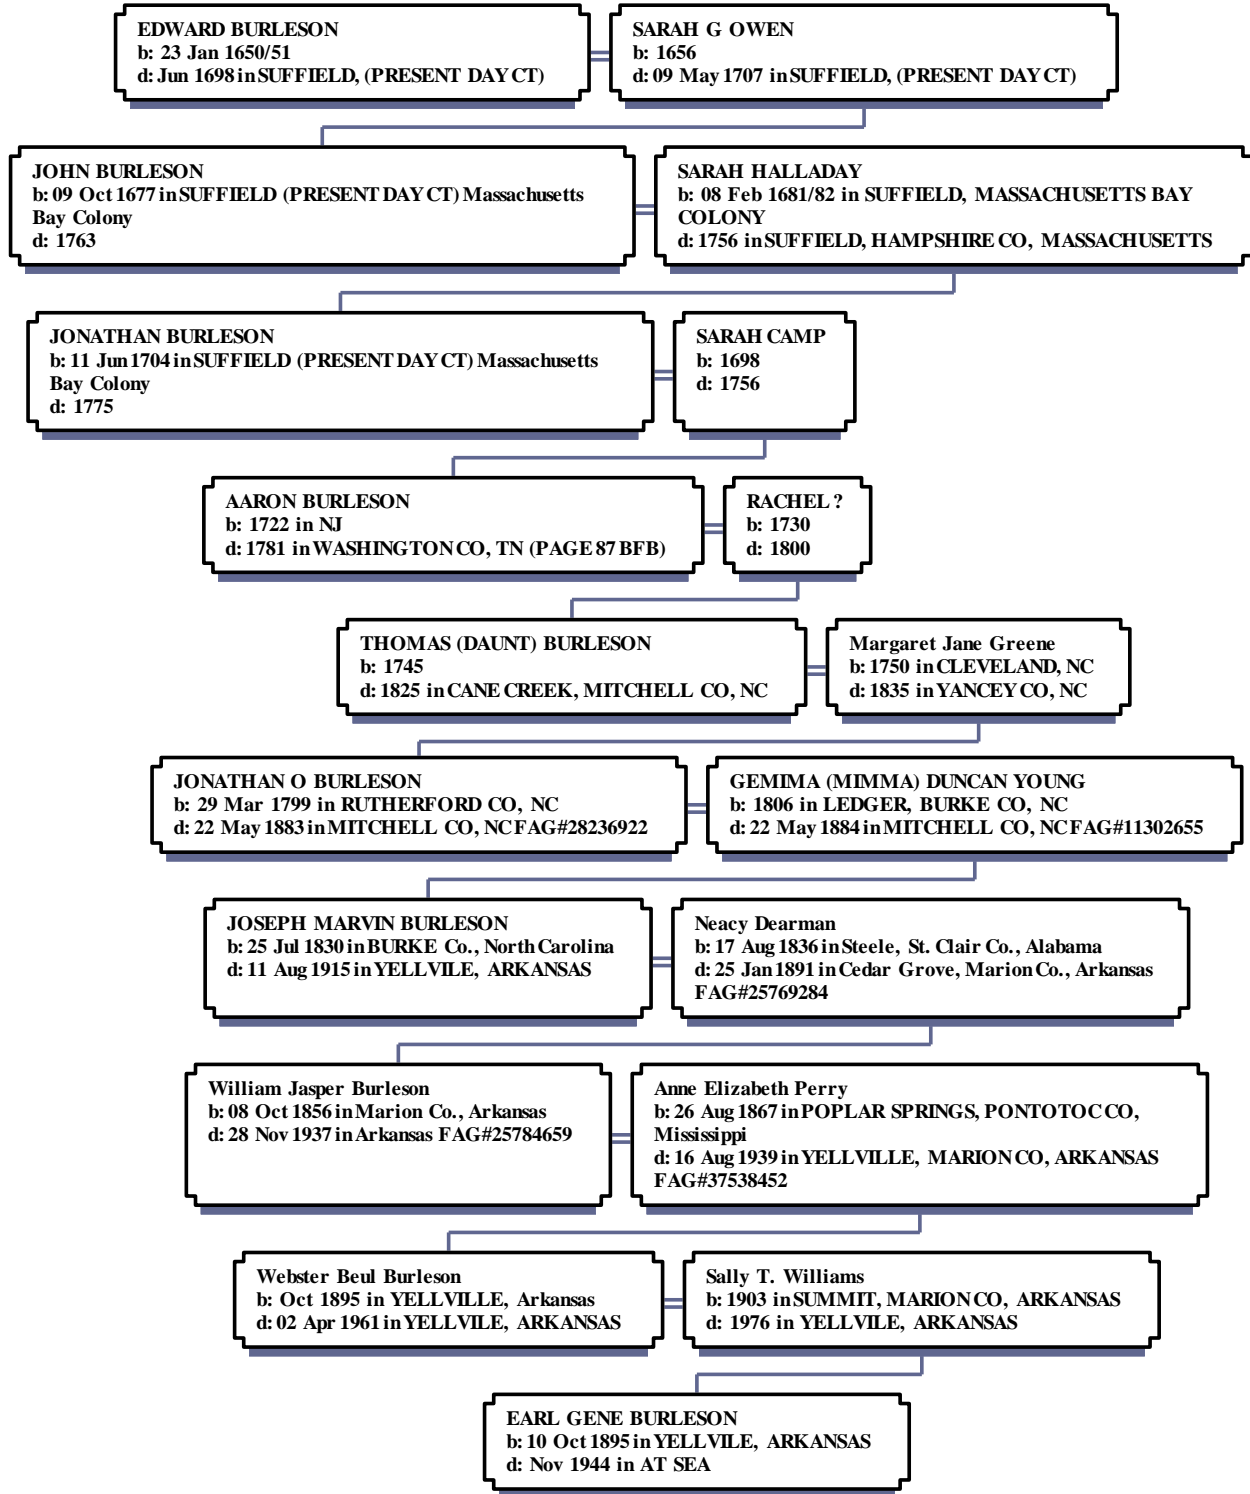 EDWARD BURLESON
b: 23 Jan 1650/51
d: Jun 1698 in SUFFIELD, (PRESENT DAY CT)
SARAH G OWEN
b: 1656
d: 09 May 1707 in SUFFIELD, (PRESENT DAY CT)
JOHN BURLESON
b: 09 Oct 1677 in SUFFIELD (PRESENT DAY CT) Massachusetts
Bay Colony
d: 1763
SARAH HALLADAY
b: 08 Feb 1681/82 in SUFFIELD, MASSACHUSETTS BAY
COLONY
d: 1756 in SUFFIELD, HAMPSHIRE CO, MASSACHUSETTS
JONATHAN BURLESON
b: 11 Jun 1704 in SUFFIELD (PRESENT DAY CT) Massachusetts
Bay Colony
d: 1775
SARAH CAMP
b: 1698
d: 1756
AARON BURLESON
b: 1722 in NJ
d: 1781 in WASHINGTON CO, TN (PAGE 87 BFB)
RACHEL ?
b: 1730
d: 1800
THOMAS (DAUNT) BURLESON
b: 1745
d: 1825 in CANE CREEK, MITCHELL CO, NC
Margaret Jane Greene
b: 1750 in CLEVELAND, NC
d: 1835 in YANCEY CO, NC
JONATHAN O BURLESON
b: 29 Mar 1799 in RUTHERFORD CO, NC
d: 22 May 1883 in MITCHELL CO, NC FAG#28236922
GEMIMA (MIMMA) DUNCAN YOUNG
b: 1806 in LEDGER, BURKE CO, NC
d: 22 May 1884 in MITCHELL CO, NC FAG#11302655
JOSEPH MARVIN BURLESON
b: 25 Jul 1830 in BURKE Co., North Carolina
d: 11 Aug 1915 in YELLVILE, ARKANSAS
Neacy Dearman
b: 17 Aug 1836 in Steele, St. Clair Co., Alabama
d: 25 Jan 1891 in Cedar Grove, Marion Co., Arkansas
FAG#25769284
William Jasper Burleson
b: 08 Oct 1856 in Marion Co., Arkansas
d: 28 Nov 1937 in Arkansas FAG#25784659
Anne Elizabeth Perry
b: 26 Aug 1867 in POPLAR SPRINGS, PONTOTOC CO,
Mississippi
d: 16 Aug 1939 in YELLVILLE, MARION CO, ARKANSAS
FAG#37538452
Webster Beul Burleson
b: Oct 1895 in YELLVILLE, Arkansas
d: 02 Apr 1961 in YELLVILE, ARKANSAS
Sally T. Williams
b: 1903 in SUMMIT, MARION CO, ARKANSAS
d: 1976 in YELLVILE, ARKANSAS
EARL GENE BURLESON
b: 10 Oct 1895 in YELLVILE, ARKANSAS
d: Nov 1944 in AT SEA